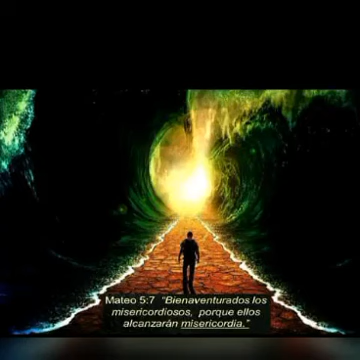 Mateo 5:7 "Bienaventurados los
misericordiosos, porque ellos
alcanzarán misericordia."